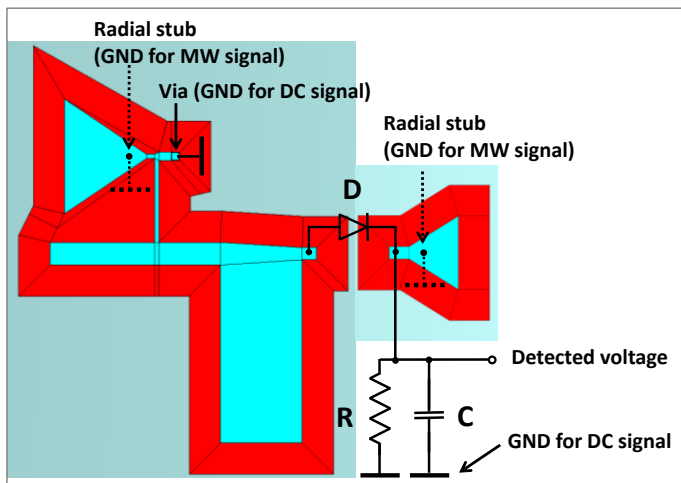 Radial stub
(GND for MW signal)
Via (GND for DC signal)
Radial stub
(GND for MW signal)
D
Detected voltage
R
C
GND for DC signal